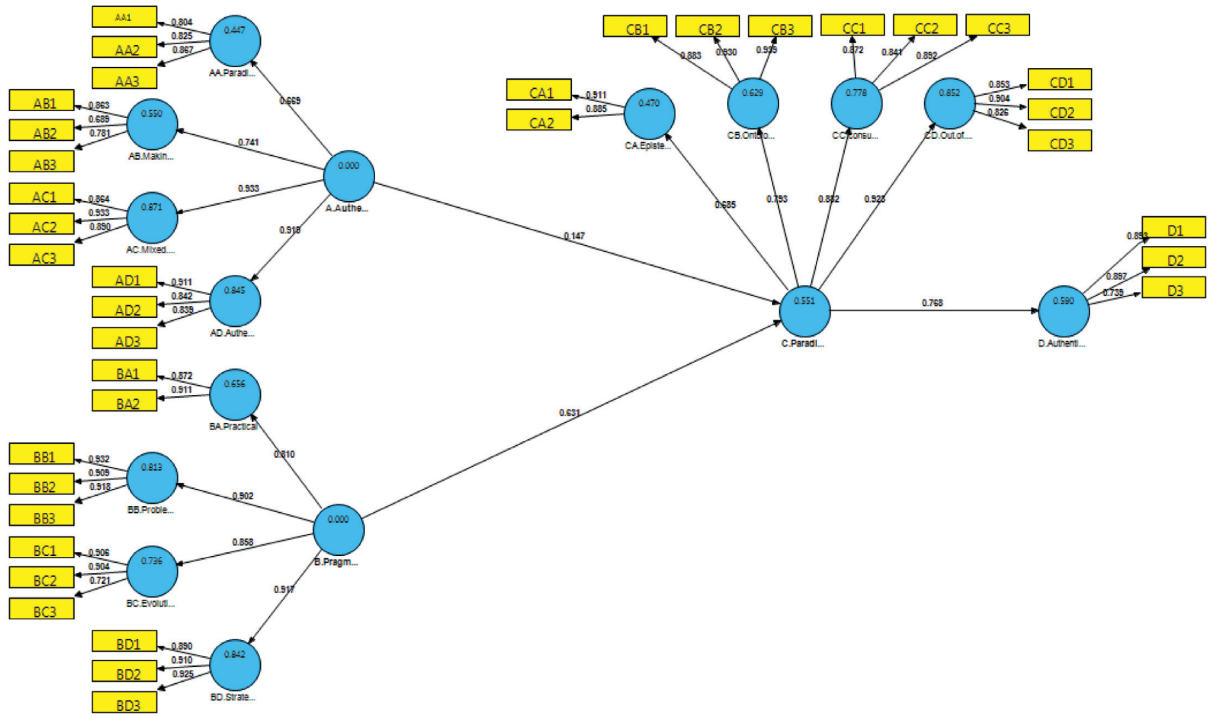 AA1
0.804
0.447
AA2
0.825
0.867
AA3
AA.Paradi...
0.669
AB1
0.863
0.550
AB2
0.689
0.781
AB3
AB.Makin...
0.741
AC1
0.864
0.871
AC2
0.933
0.890
AC3
AC.Mixed...
0.933
0.000
A.Authe...
AD1
0.911
0.845
AD2
0.842
0.839
AD3
AD.Authe...
0.919
0.147
BA1
0.872
0.656
BA2
0.911
BA.Practical
0.810
BB1
0.932
0.813
BB2
0.909
0.918
BB3
BB.Proble...
0.902
0.000
B.Pragm...
BC1
0.906
0.736
BC2
0.904
0.721
BC3
BC.Evoluti...
0.858
BD1
0.890
0.842
BD2
0.910
0.925
BD3
BD.Strate...
0.917
0.631
CA1
0.911
0.470
CA2
0.885
CA.Episte...
0.685
CB1
CB2
CB3
0.883
0.930
0.939
0.629
CB.Ontolo...
0.793
CC1
CC2
CC3
0.872
0.841
0.892
0.778
CC.consu...
0.882
CD1
0.853
0.852
CD2
0.904
0.826
CD3
CD.Out.of...
0.923
0.551
C.Paradi...
0.768
0.590
D.Authenti...
D1
0.893
D2
0.897
D3
0.739